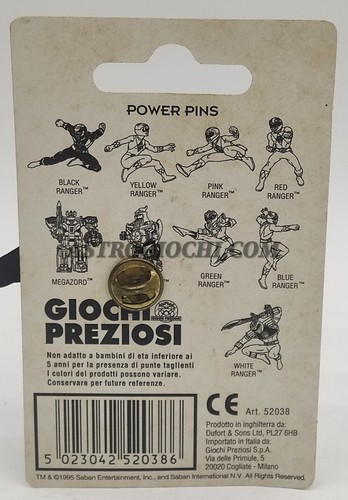 POWER PINS
BLACK RANGER™
YELLOW RANGER™
PINK RANGER™
RED RANGER™
MEGAZORD™
GREEN RANGER™
BLUE RANGER™
WHITE RANGER™
GIOCHI
PREZIOSI
Non adatto a bambini di eta inferiore ai
5 anni per la presenza di punte taglienti
I colori del prodotti possono variare.
Conservare per future referenze.
CE Art. 52038
Prodotto in inghilterra da:
Dufort & Sons Ltd, PL27 6HB
Importato in Italia da:
Giochi Preziosi S.p.A
Via delle Primule, 5
20020 Cogliate - Milano
5 023042 520386
TM & ©1995 Saban Entertainment, Inc., and Saban International N.V. All Rights Reserved.